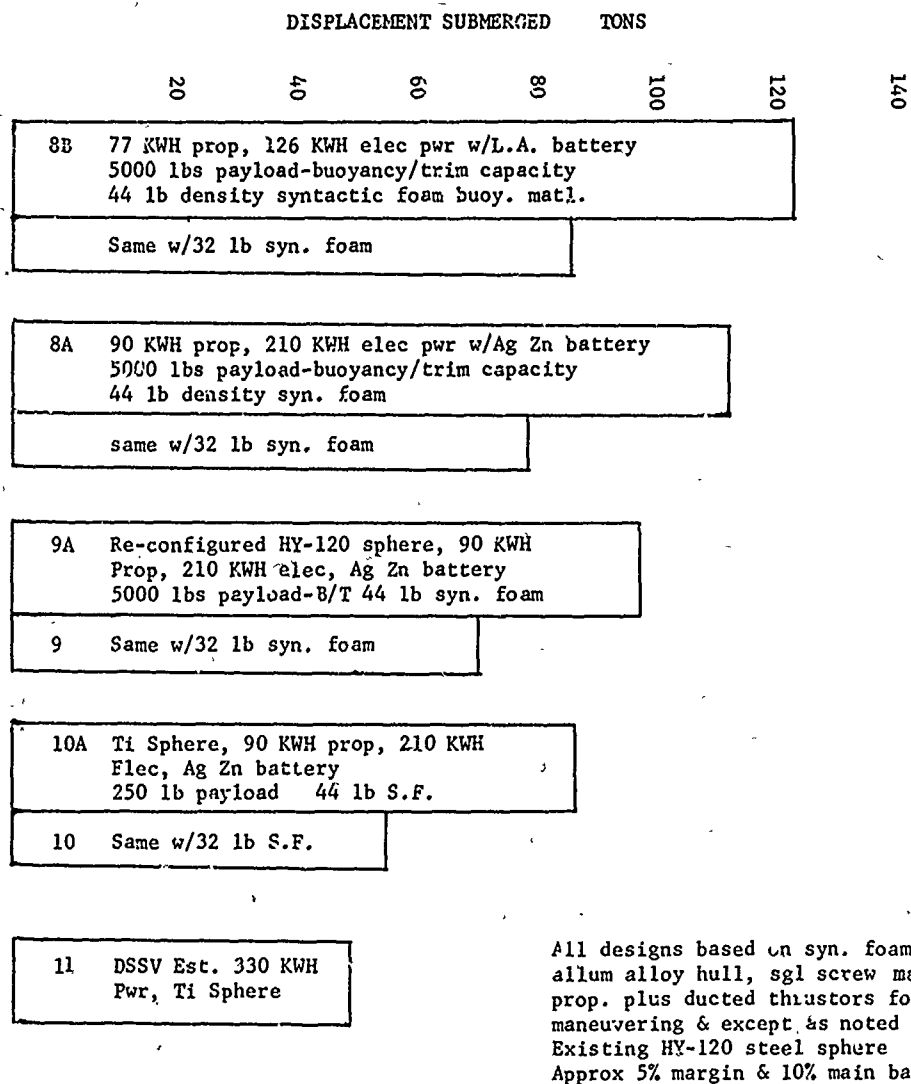 DISPLACEMENT SUBMERGED TONS
20 40 60 80 100 120 140
8B 77 KWH prop, 126 KWH elec pwr w/L.A. battery
5000 lbs payload-buoyancy/trim capacity
44 lb density syntactic foam buoy. matl.
Same w/32 lb syn. foam
8A 90 KWH prop, 210 KWH elec pwr w/Ag Zn battery
5000 lbs payload-buoyancy/trim capacity
44 lb density syn. foam
same w/32 lb syn. foam
9A Re-configured HY-120 sphere, 90 KWH
Prop, 210 KWH elec, Ag Zn battery
5000 lbs payload-B/T 44 lb syn. foam
9 Same w/32 lb syn. foam
10A Ti Sphere, 90 KWH prop, 210 KWH
Elec, Ag Zn battery
250 lb payload 44 lb S.F.
10 Same w/32 lb S.F.
11 DSSV Est. 330 KWH
Pwr, Ti Sphere
All designs based on syn. foam
allum alloy hull, sgl screw ma
prop. plus ducted thrustors fo
maneuvering & except as noted
Existing HY-120 steel sphere
Approx 5% margin & 10% main ba